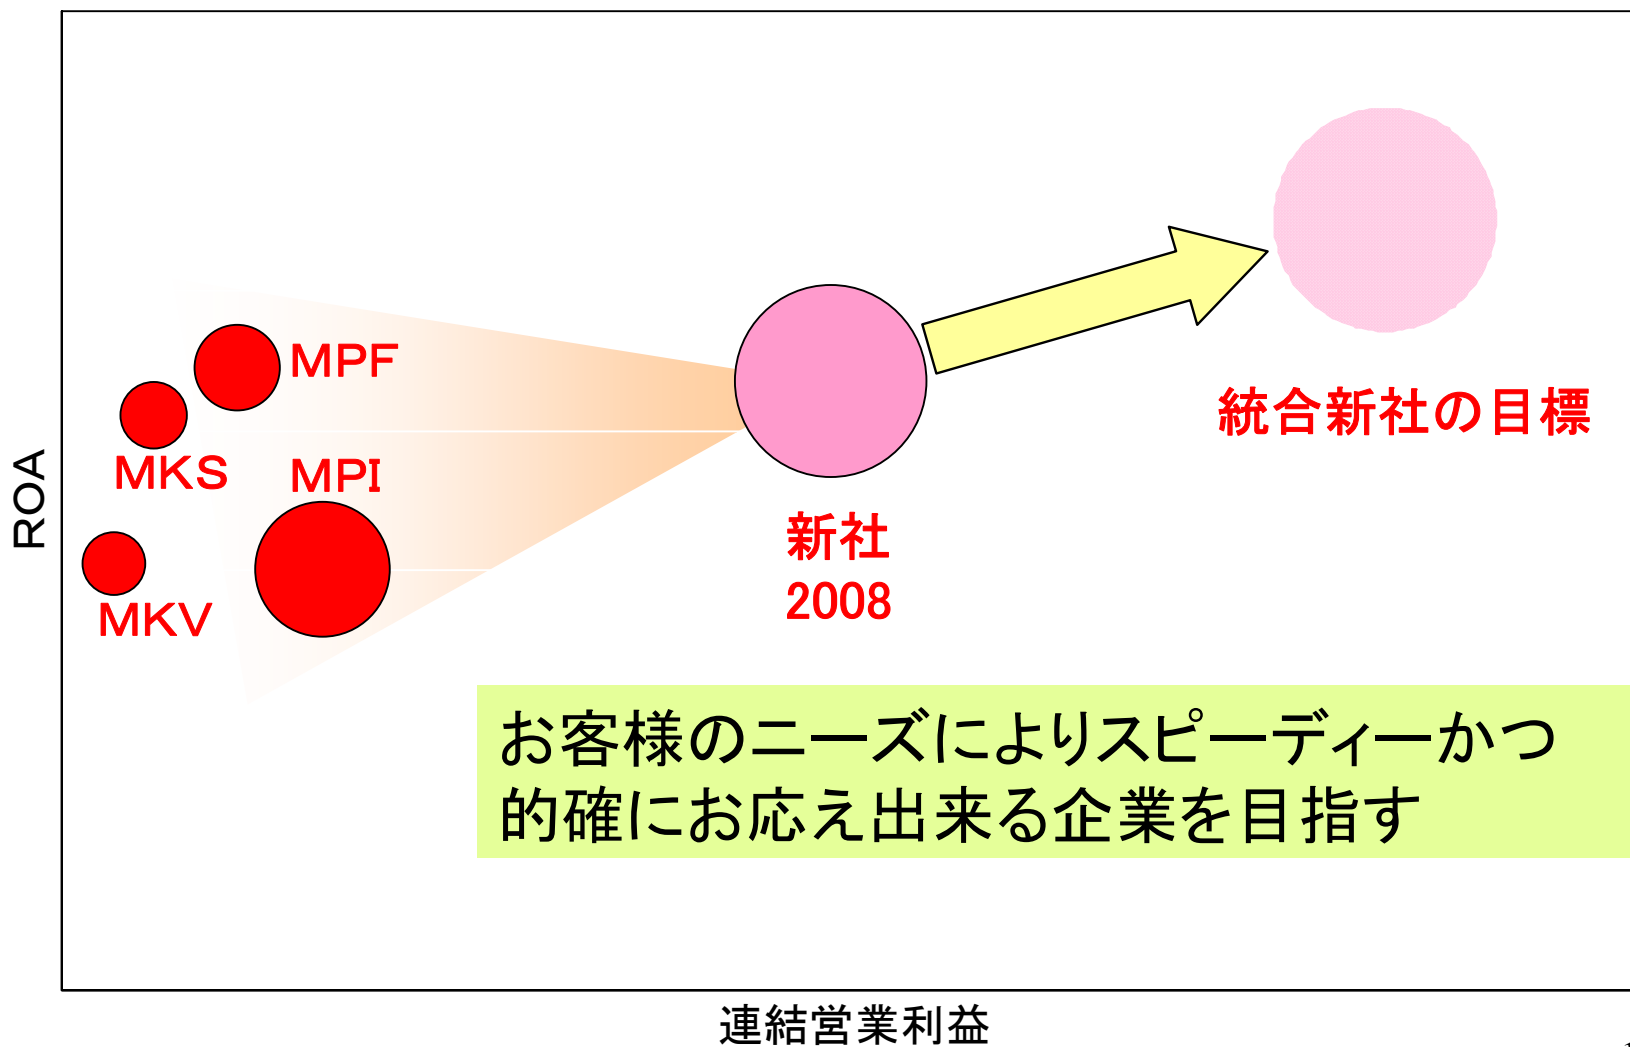 MPF
MKS
MPI
MKV
ROA
統合新社の目標
新社
2008
お客様のニーズによりスピーディーかつ
的確にお応え出来る企業を目指す
連結営業利益